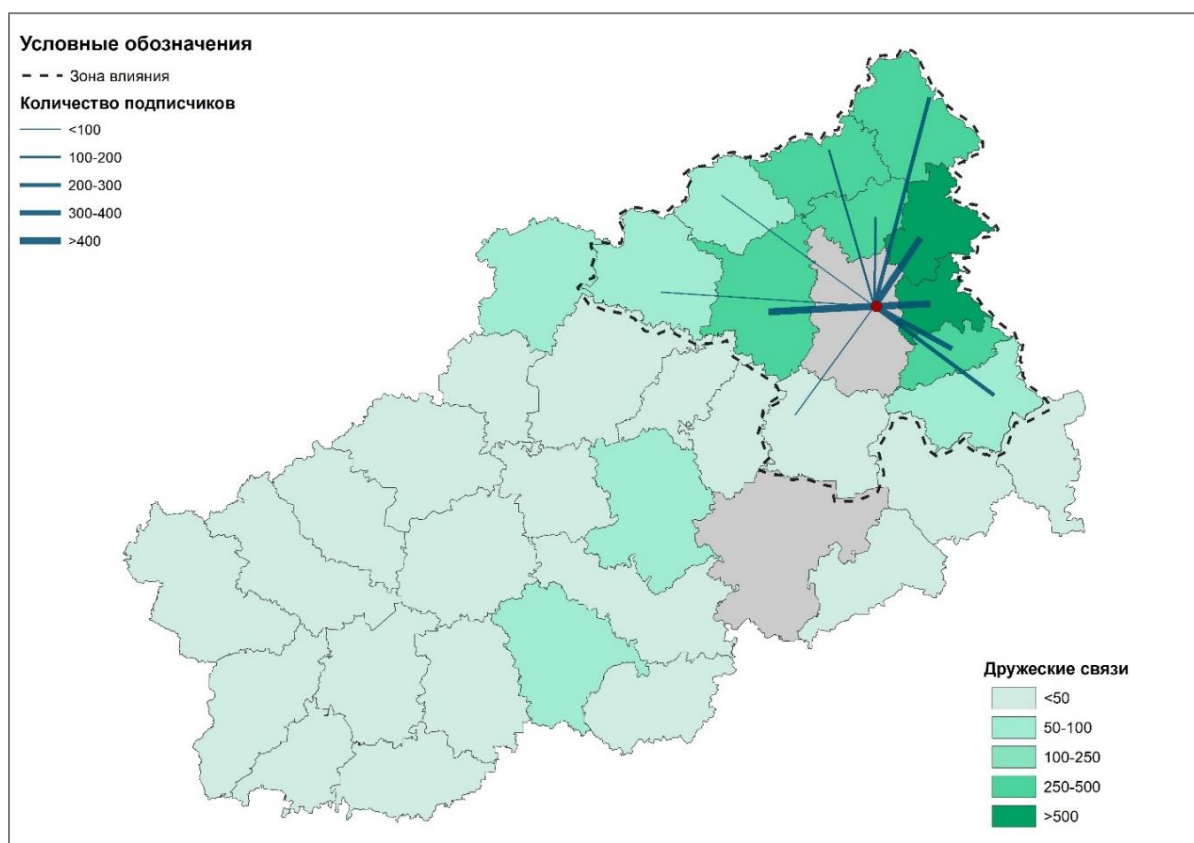 Условные обозначения
Зона влияния
Количество подписчиков
<100
100-200
200-300
300-400
>400
Дружеские связи
<50
50-100
100-250
250-500
>500